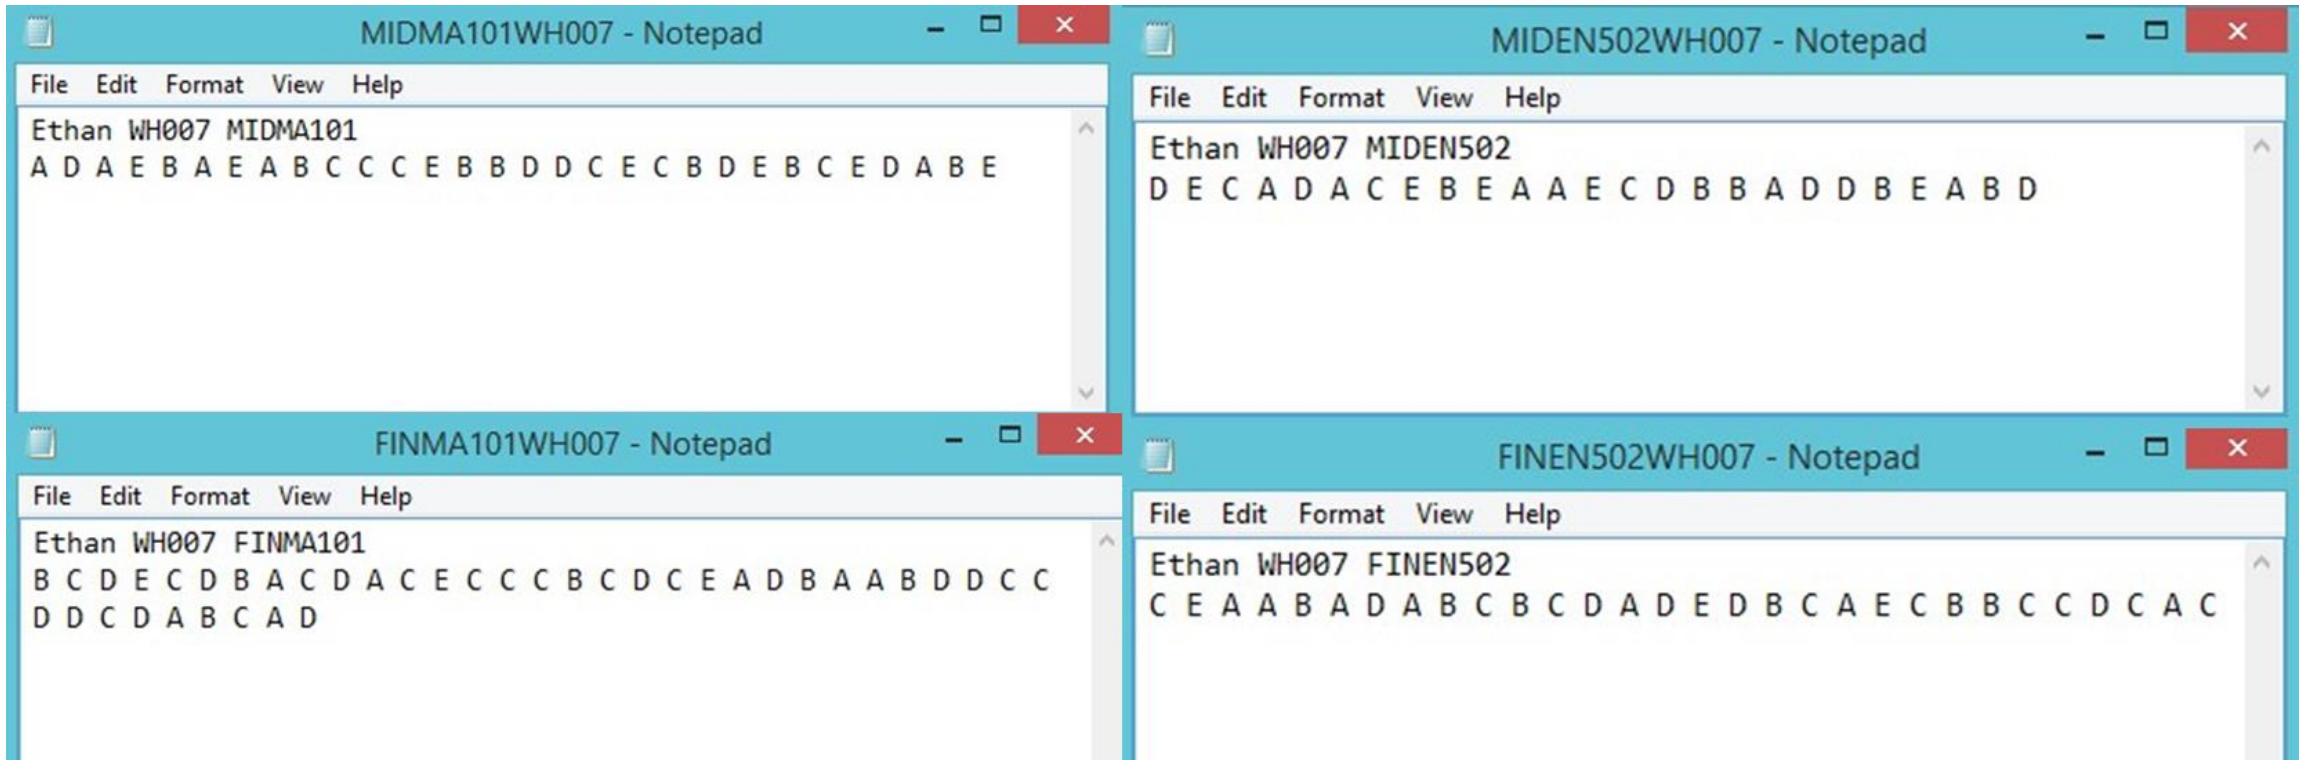 MIDMA101WH007 - Notepad
File Edit Format View Help
Ethan WH007 MIDMA101
A D A E B A E A B C C C E B B D D C E C B D E B C E D A B E
MIDEN502WH007 - Notepad
File Edit Format View Help
Ethan WH007 MIDEN502
D E C A D A C E B E A A E C D B B A D D B E A B D
FINMA101WH007 - Notepad
File Edit Format View Help
Ethan WH007 FINMA101
B C D E C D B A C D A C E C C C B C D C E A D B A A B D D C C
D D C D A B C A D
FINEN502WH007 - Notepad
File Edit Format View Help
Ethan WH007 FINEN502
C E A A B A D A B C B C D A D E D B C A E C B B C C D C A C